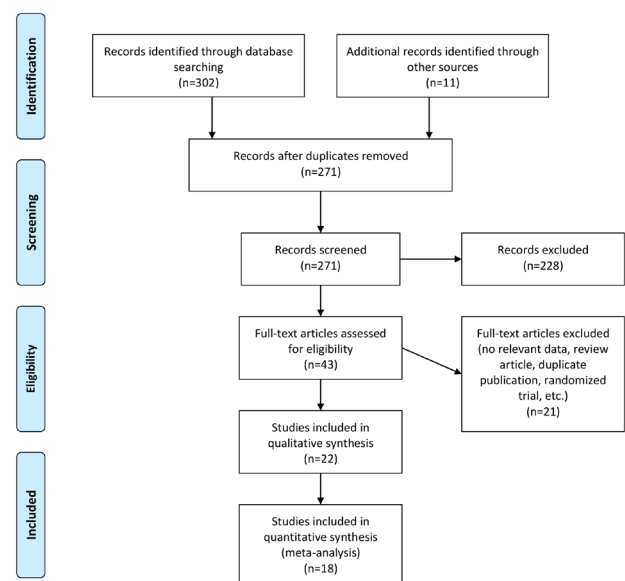 Identification
Records identified through database
searching
(n=302)
Additional records identified through
other sources
(n=11)
Records after duplicates removed
(n=271)
Screening
Records screened
(n=271)
Records excluded
(n=228)
Eligibility
Full-text articles assessed
for eligibility
(n=43)
Full-text articles excluded
(no relevant data, review
article, duplicate
publication, randomized
trial, etc.)
(n=21)
Studies included in
qualitative synthesis
(n=22)
Included
Studies included in
quantitative synthesis
(meta-analysis)
(n=18)